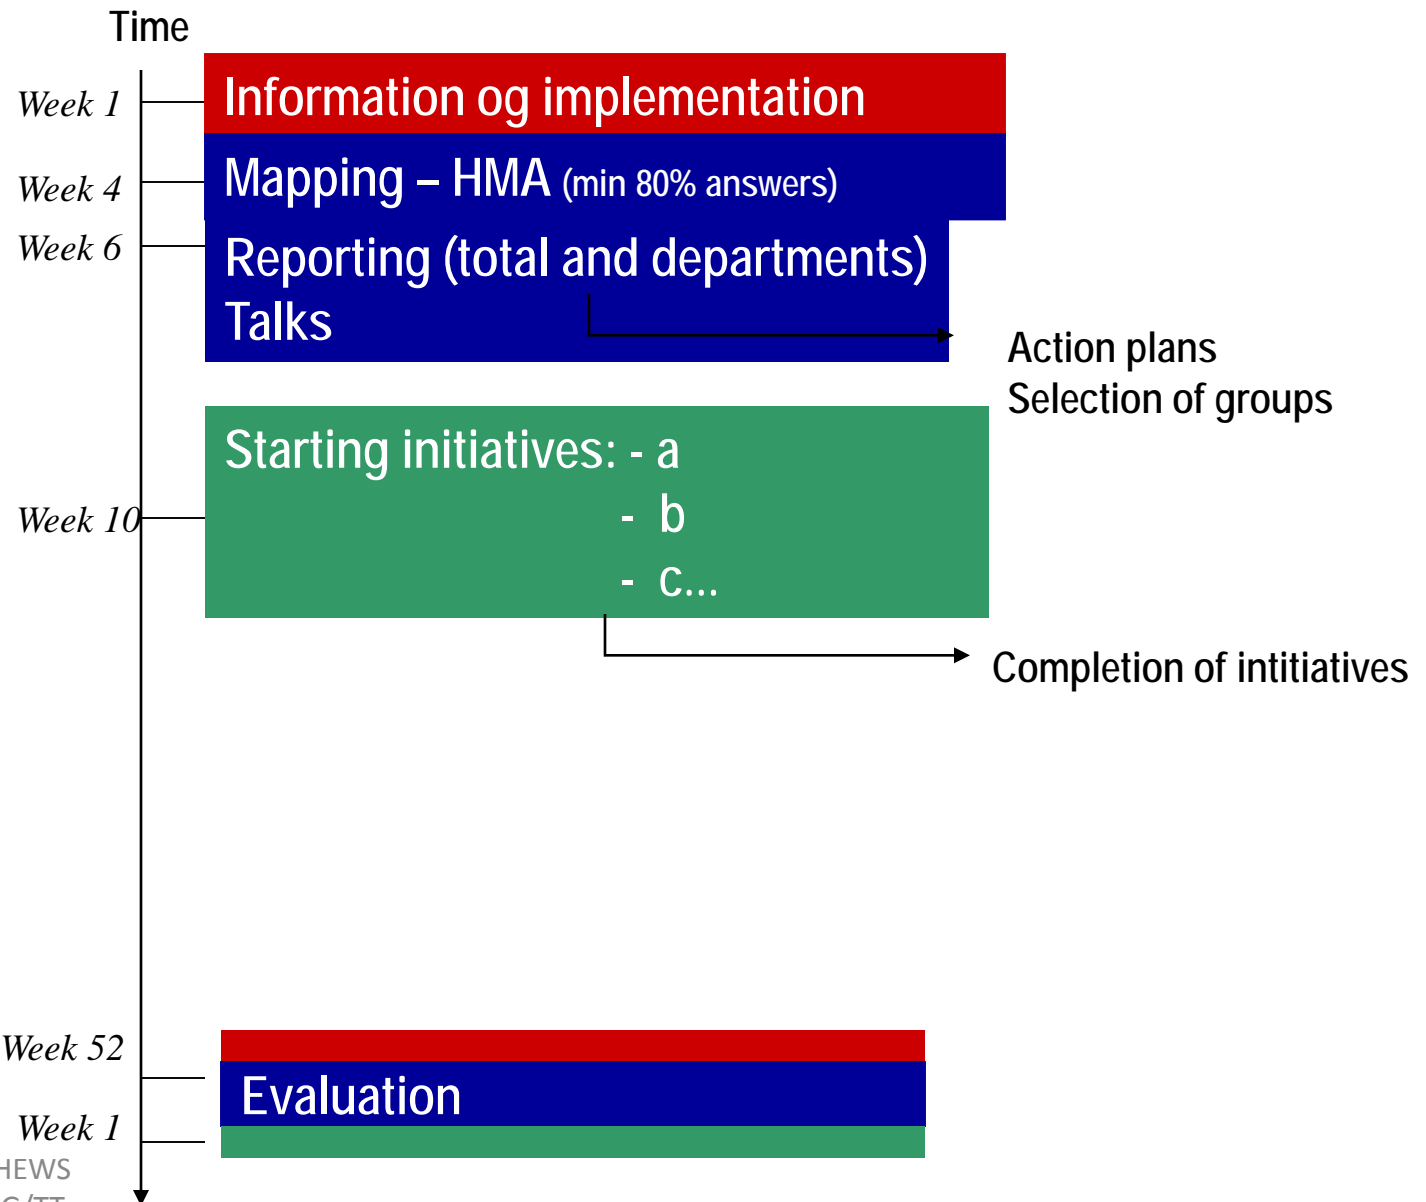 Time
Week 1
Information og implementation
Week 4
Mapping – HMA (min 80% answers)
Week 6
Reporting (total and departments)
Talks
Action plans
Selection of groups
Starting initiatives: - a
- b
- c...
Week 10
Completion of intitiatives
Week 52
Evaluation
Week 1
HEWS